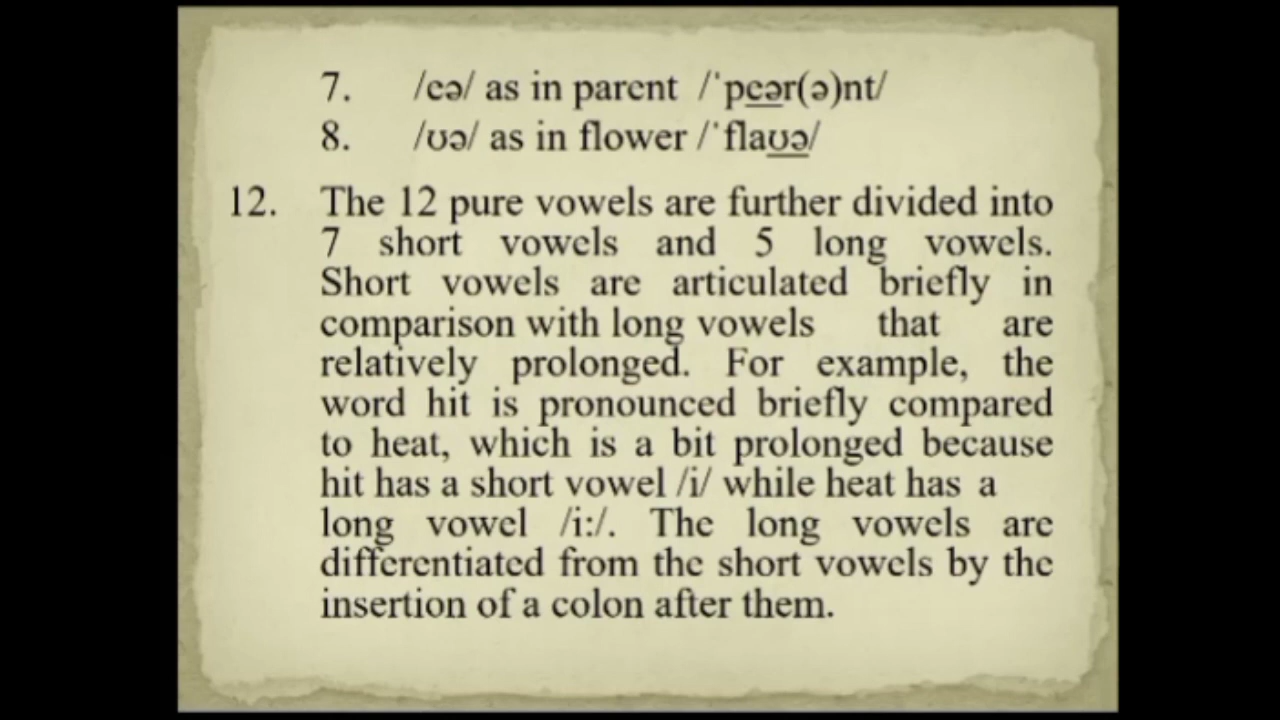 7. /eə/ as in parent /ˈpeər(ə)nt/
8. /ʊə/ as in flower /ˈflaʊə/
12. The 12 pure vowels are further divided into
7 short vowels and 5 long vowels.
Short vowels are articulated briefly in
comparison with long vowels that are
relatively prolonged. For example, the
word hit is pronounced briefly compared
to heat, which is a bit prolonged because
hit has a short vowel /i/ while heat has a
long vowel /i:/. The long vowels are
differentiated from the short vowels by the
insertion of a colon after them.